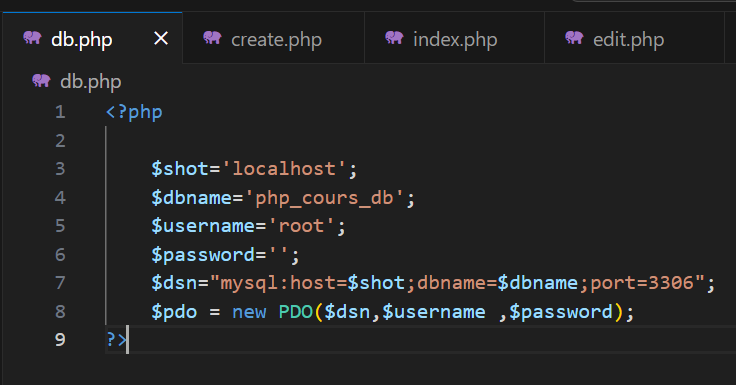 db.php × create.php index.php edit.php
db.php
1 <?php
2
3 $shot='localhost';
4 $dbname='php_cours_db';
5 $username='root';
6 $password='';
7 $dsn="mysql:host=$shot;dbname=$dbname;port=3306";
8 $pdo = new PDO($dsn,$username ,$password);
9 ?>